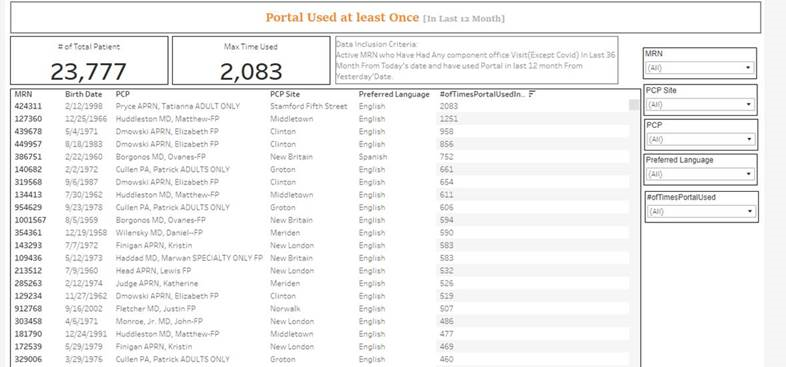 Portal Used at least Once [In Last 12 Month]
# of Total Patient
23,777
Max Time Used
2,083
Data Inclusion Criteria:
Active MRN who Have Had Any component office Visit(Except Covid) In Last 36
Month From Today's date and have used Portal in last 12 month From
Yesterday'Date.
MRN Birth Date PCP PCP Site Preferred Language #ofTimesPortalUsedIn..
424311 2/12/1998 Pryce APRN, Tatianna ADULT ONLY Stamford Fifth Street English 2083
127360 12/25/1966 Huddleston MD, Matthew-FP Middletown English 1251
439678 5/4/1971 Dmowski APRN, Elizabeth FP Clinton English 958
449957 8/18/1983 Dmowski APRN, Elizabeth FP Clinton English 856
386751 2/22/1960 Borgonos MD, Ovanes-FP New Britain Spanish 752
140682 2/2/1972 Cullen PA, Patrick ADULTS ONLY Groton English 661
319568 9/6/1987 Dmowski APRN, Elizabeth FP Clinton English 654
134413 7/30/1962 Huddleston MD, Matthew-FP Middletown English 611
954629 9/23/1978 Cullen PA, Patrick ADULTS ONLY Groton English 606
1001567 8/5/1959 Borgonos MD, Ovanes-FP New Britain English 594
354361 12/19/1958 Wilensky MD, Daniel--FP Meriden English 590
143293 7/7/1972 Finigan APRN, Kristin New London English 583
109436 5/12/1973 Haddad MD, Marwan SPECIALTY ONLY FP New Britain English 583
213512 7/9/1960 Head APRN, Lewis FP New London English 532
285263 2/12/1974 Judge APRN, Katherine Meriden English 526
129234 11/27/1962 Dmowski APRN, Elizabeth FP Clinton English 519
912768 9/16/2002 Fletcher MD, Justin FP Norwalk English 507
303458 4/6/1971 Monroe, Jr. MD, John-FP New London English 486
181790 12/24/1991 Huddleston MD, Matthew-FP Middletown English 477
172539 5/29/1979 Finigan APRN, Kristin New London English 469
329006 3/29/1976 Cullen PA, Patrick ADULTS ONLY Groton English 460
MRN
(All)
PCP Site
(All)
PCP
(All)
Preferred Language
(All)
#ofTimesPortalUsed
(All)